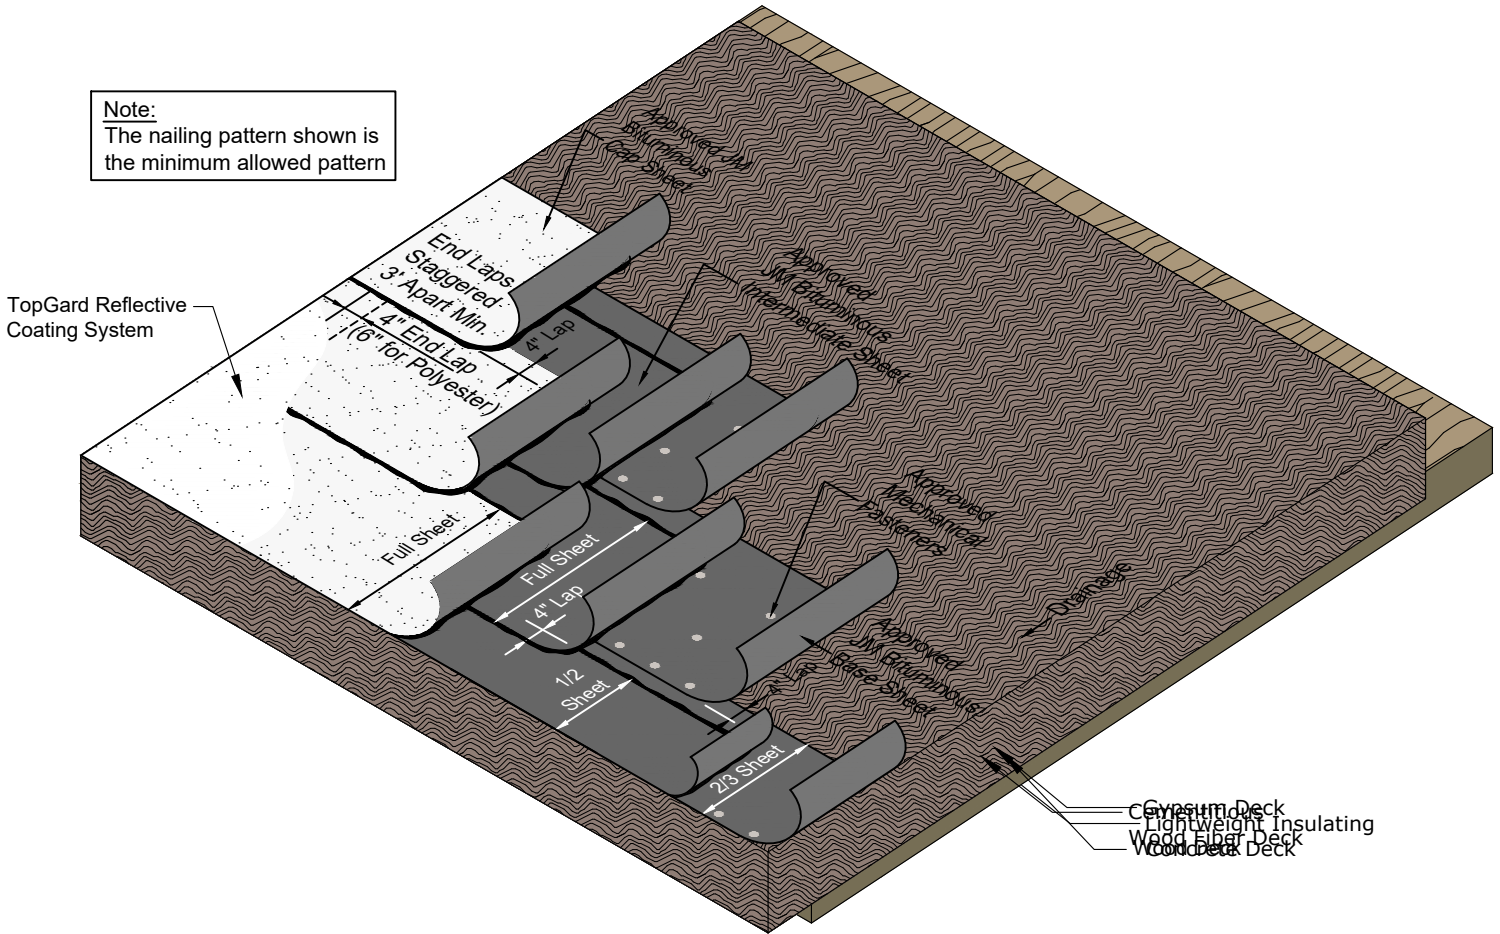 Note:
The nailing pattern shown is
the minimum allowed pattern
Approved JM
Bituminous
Cap Sheet
End Laps
Staggered
3' Apart Min.
Approved
JM Bituminous
Intermediate Sheet
TopGard Reflective
Coating System
4" End Lap
(6" for Polyester)
4" Lap
Approved
Mechanical
Fasteners
Full Sheet
Full Sheet
4" Lap
Drainage
Approved
JM Bituminous
Base Sheet
4" Lap
1/2
Sheet
2/3 Sheet
Gypsum Deck
Cementitious
Wood Fiber Deck
Lightweight Insulating
Concrete Deck
Wood Deck